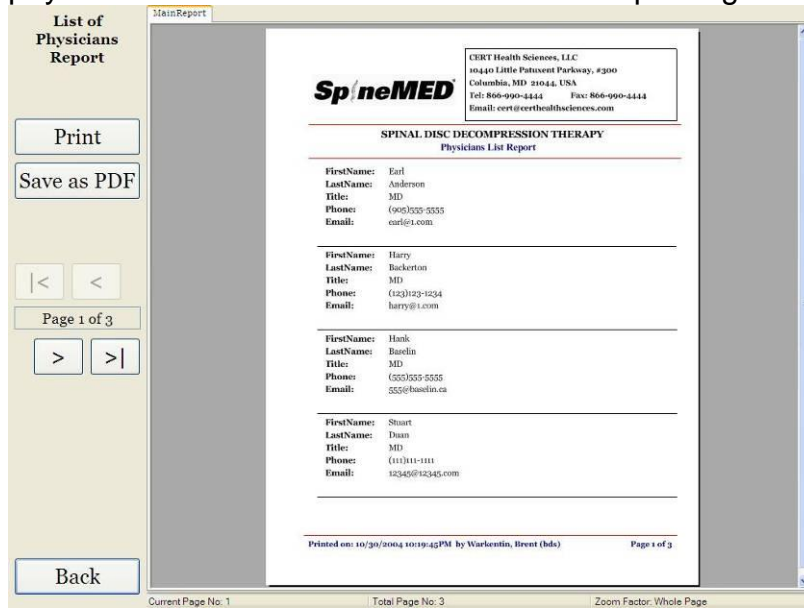 List of
Physicians
Report
Print
Save as PDF
|<
<
Page 1 of 3
>
>|
Back
MainReport
SpineMED
CERT Health Sciences, LLC
10440 Little Patuxent Parkway, #300
Columbia, MD 21044, USA
Tel: 866-990-4444 Fax: 866-990-4444
Email: cert@certhealthsciences.com
SPINAL DISC DECOMPRESSION THERAPY
Physicians List Report
FirstName: Earl
LastName: Anderson
Title: MD
Phone: (905)555-5555
Email: earl@1.com
FirstName: Harry
LastName: Backerton
Title: MD
Phone: (123)123-1234
Email: harry@1.com
FirstName: Hank
LastName: Baselin
Title: MD
Phone: (555)555-5555
Email: 555@baselin.ca
FirstName: Stuart
LastName: Daan
Title: MD
Phone: (111)111-1111
Email: 12345@12345.com
Printed on: 10/30/2004 10:19:45PM by Warkentin, Brent (hds) Page 1 of 3
Current Page No: 1 Total Page No: 3 Zoom Factor: Whole Page